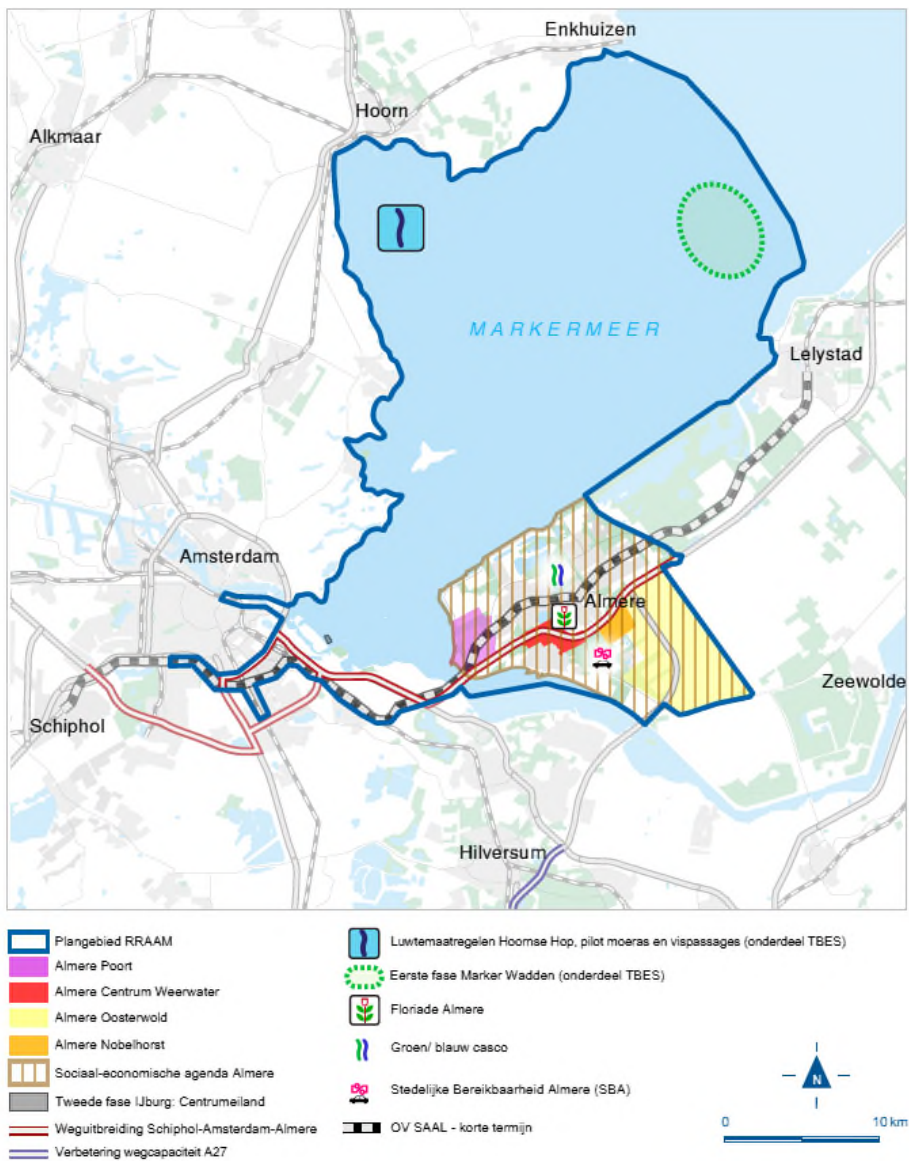 Enkhuizen
Hoorn
Alkmaar
MARKERMEER
Lelystad
Amsterdam
Almere
Zeewolde
Schiphol
Hilversum
Plangebied RRAAM
Almere Poort
Almere Centrum Weerwater
Almere Oosterwold
Almere Nobelhorst
Sociaal-economische agenda Almere
Tweede fase IJburg: Centrumeiland
Weguitbreiding Schiphol-Amsterdam-Almere
Verbetering wegcapaciteit A27
Luwtemaatregelen Hoornse Hop, pilot moeras en vispassages (onderdeel TBES)
Eerste fase Marker Wadden (onderdeel TBES)
Floriade Almere
Groen/ blauw casco
Stedelijke Bereikbaarheid Almere (SBA)
OV SAAL - korte termijn
N
0 10 km